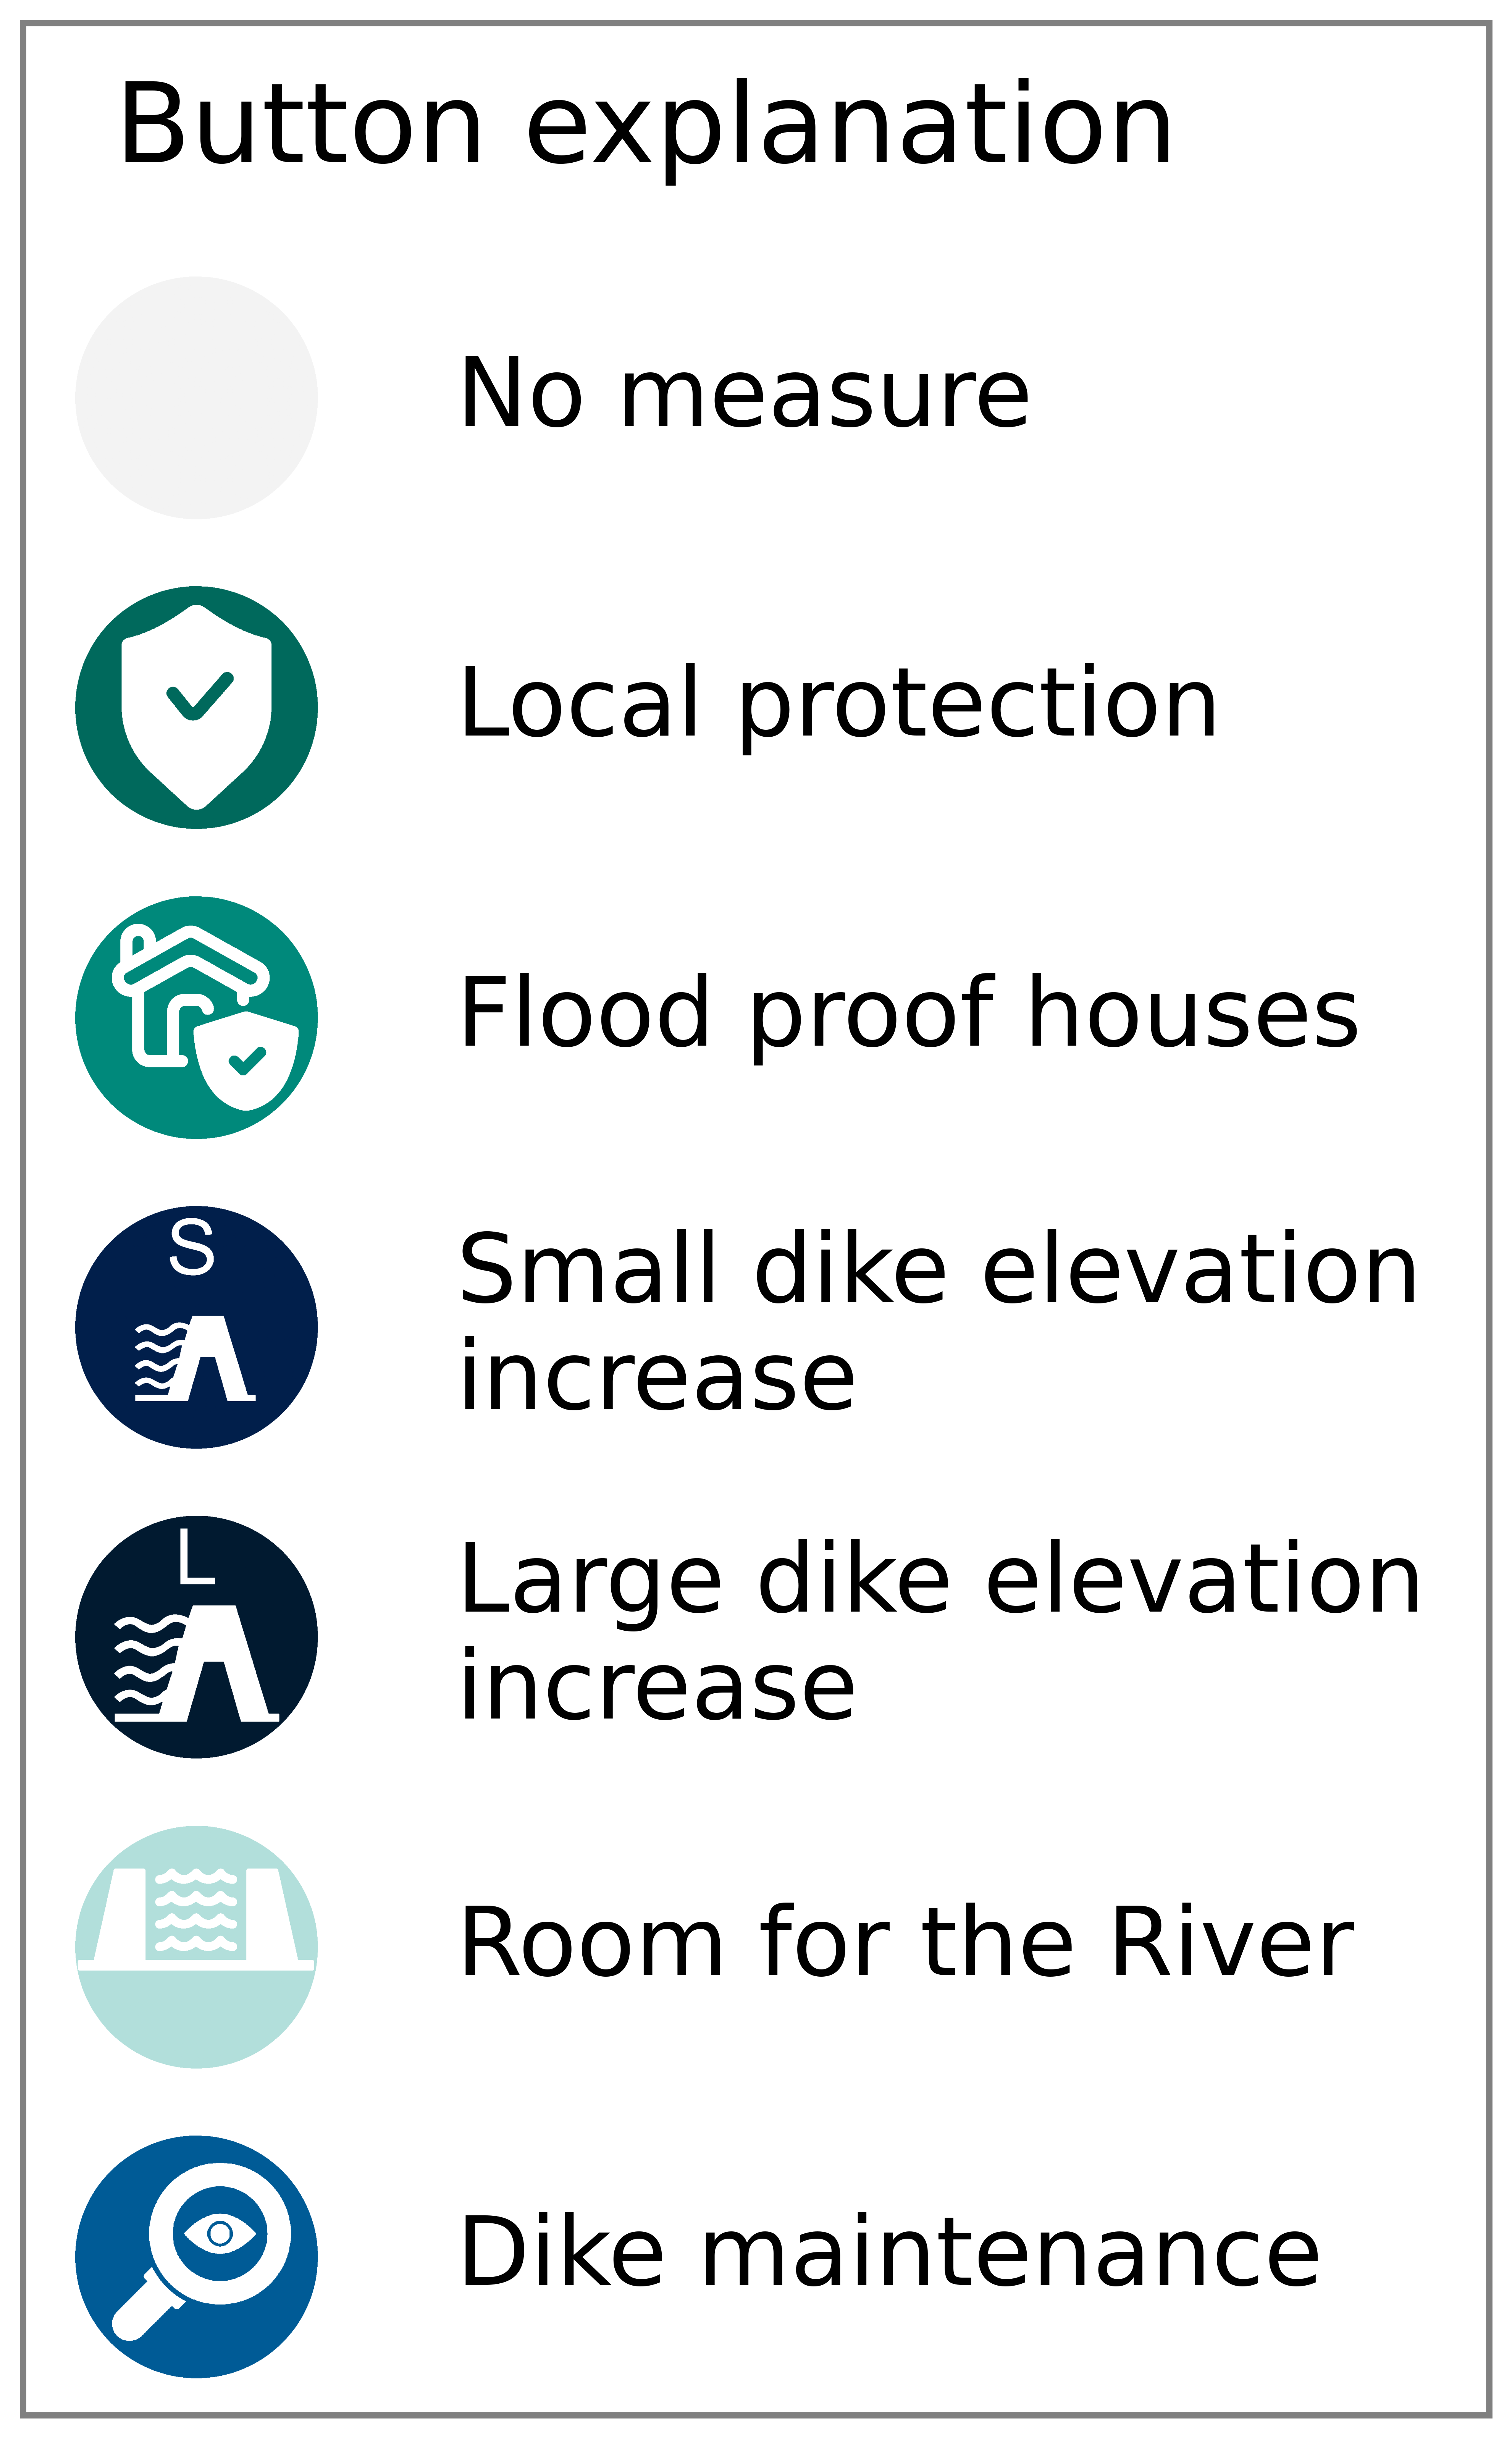 Button explanation
No measure
Local protection
Flood proof houses
S
Small dike elevation
increase
L
Large dike elevation
increase
Room for the River
Dike maintenance